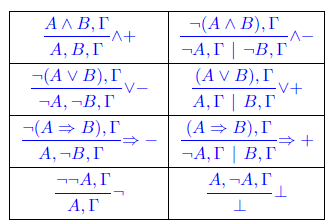 A ∧ B, Γ
A, B, Γ ∧+
¬(A ∧ B), Γ
¬A, Γ | ¬B, Γ ∧−
¬(A ∨ B), Γ
¬A, ¬B, Γ ∨−
(A ∨ B), Γ
A, Γ | B, Γ ∨+
¬(A ⇒ B), Γ
A, ¬B, Γ ⇒ −
(A ⇒ B), Γ
¬A, Γ | B, Γ ⇒ +
¬¬A, Γ
A, Γ ¬
A, ¬A, Γ
⊥ ⊥